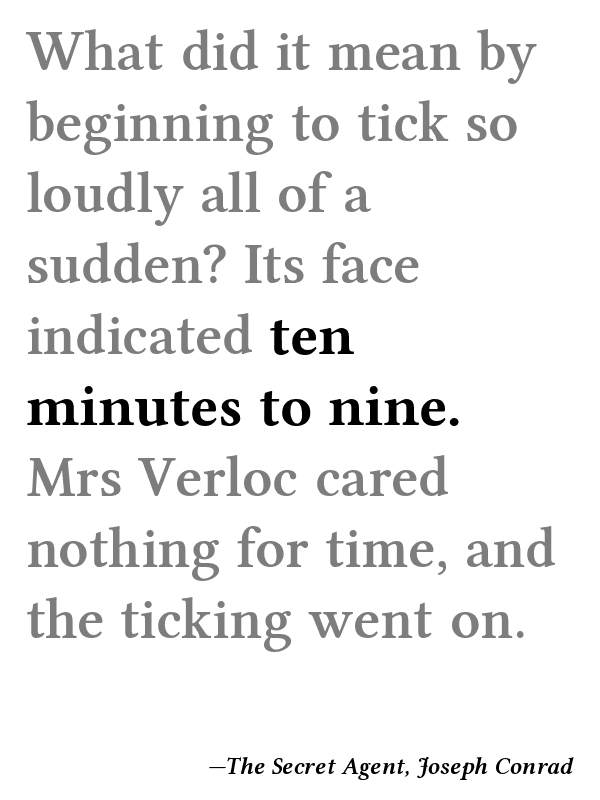 What did it mean by
beginning to tick so
loudly all of a
sudden? Its face
indicated ten
minutes to nine.
Mrs Verloc cared
nothing for time, and
the ticking went on.
—The Secret Agent, Joseph Conrad